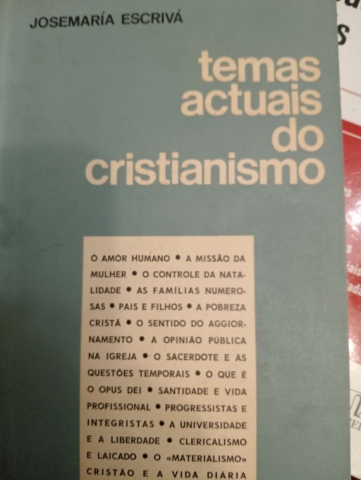 JOSEMARÍA ESCRIVÁ
temas
actuais
do
cristianismo
O AMOR HUMANO • A MISSÃO DA
MULHER • O CONTROLE DA NATA-
LIDADE • AS FAMÍLIAS NUMERO-
SAS • PAIS E FILHOS • A POBREZA
CRISTÃ • O SENTIDO DO AGGIOR-
NAMENTO • A OPINIÃO PÚBLICA
NA IGREJA • O SACERDOTE E AS
QUESTÕES TEMPORAIS • O QUE É
O OPUS DEI • SANTIDADE E VIDA
PROFISSIONAL • PROGRESSISTAS E
INTEGRISTAS • A UNIVERSIDADE
E A LIBERDADE • CLERICALISMO
E LAICADO • O «MATERIALISMO»
CRISTÃO E A VIDA DIÁRIA